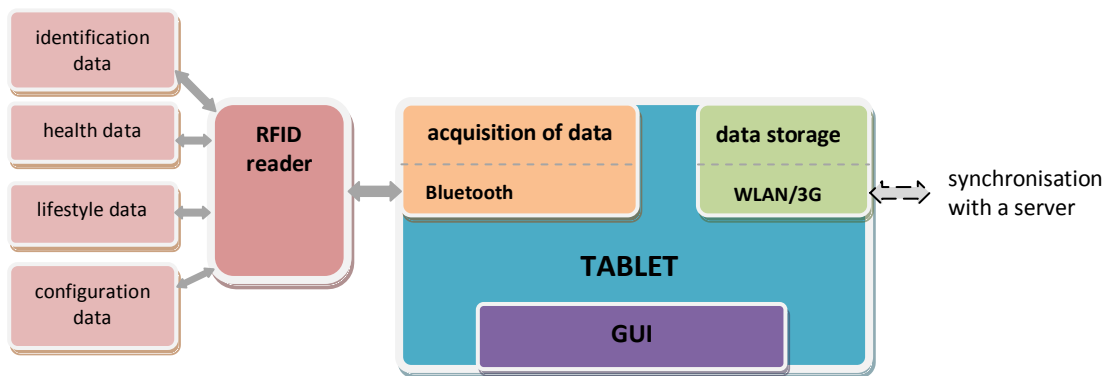 identification
data
health data
lifestyle data
configuration
data
RFID
reader
acquisition of data
Bluetooth
data storage
WLAN/3G
TABLET
GUI
synchronisation
with a server